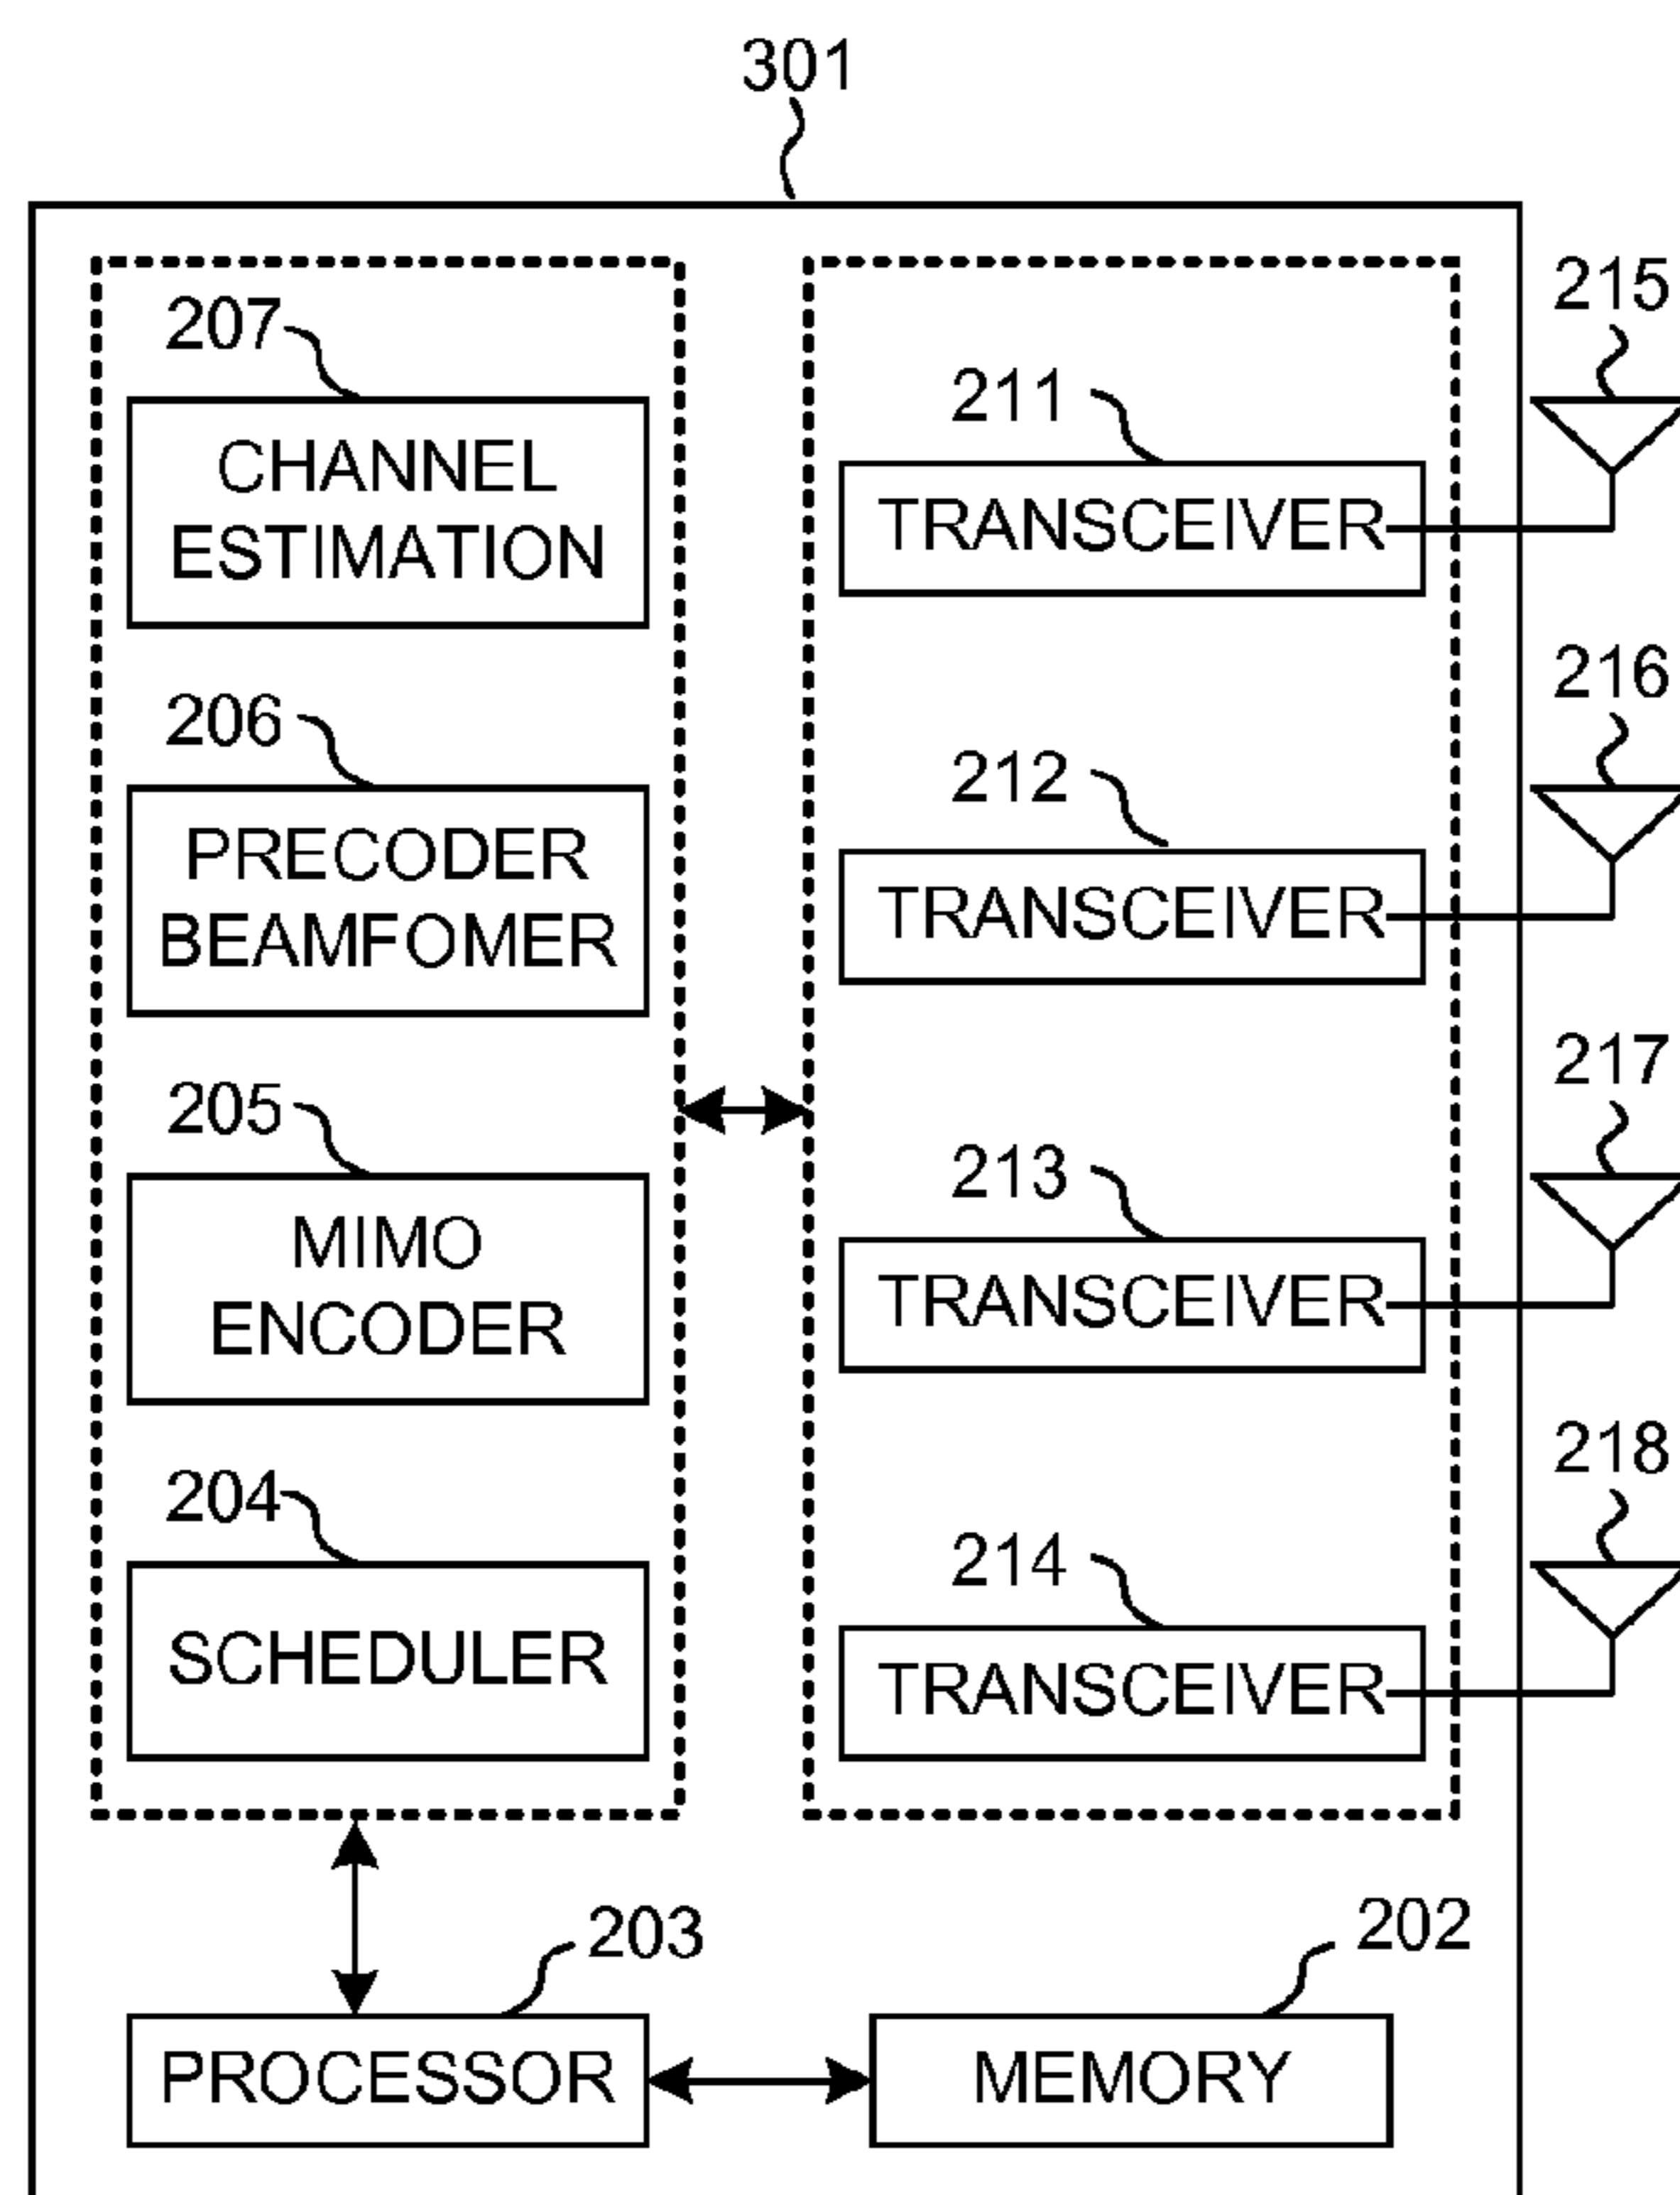 301
207
CHANNEL
ESTIMATION
206
PRECODER
BEAMFOMER
205
MIMO
ENCODER
204
SCHEDULER
211
TRANSCEIVER
212
TRANSCEIVER
213
TRANSCEIVER
214
TRANSCEIVER
215
216
217
218
203
PROCESSOR
202
MEMORY